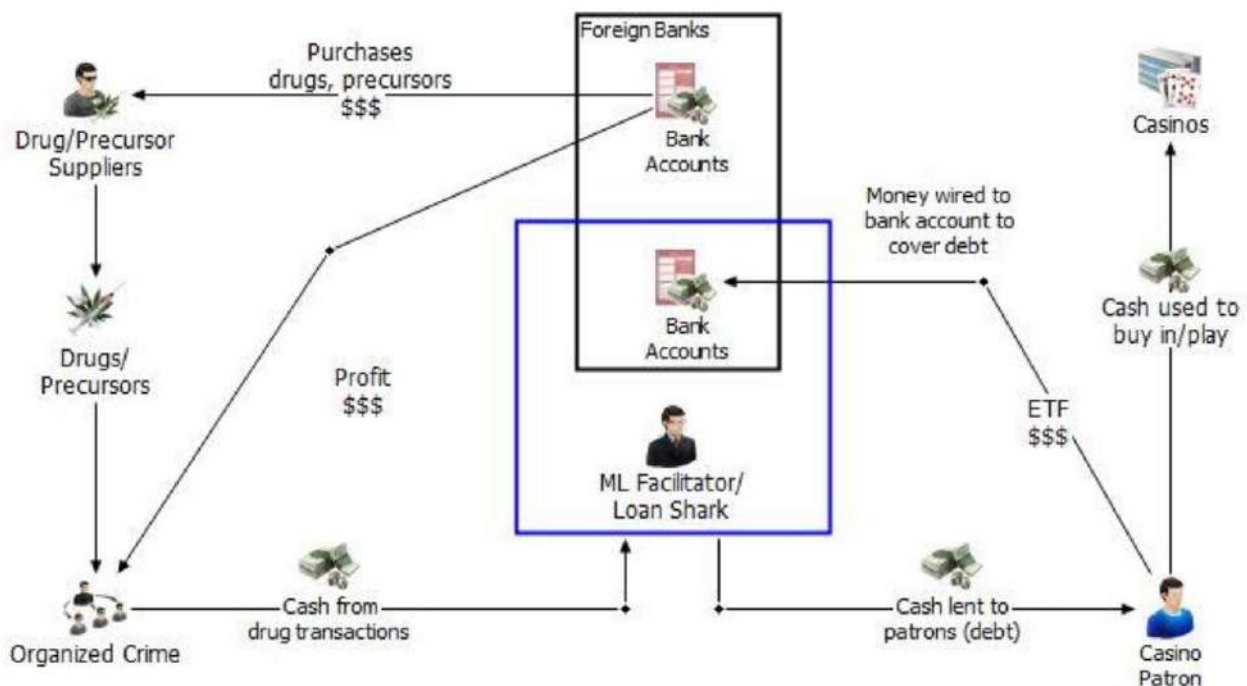 Foreign Banks
Purchases
drugs, precursors
$$$
Drug/Precursor
Suppliers
Bank
Accounts
Casinos
Money wired to
bank account to
cover debt
Bank
Accounts
Cash used to
buy in/play
Drugs/
Precursors
Profit
$$$
ETF
$$$
ML Facilitator/
Loan Shark
Cash from
drug transactions
Cash lent to
patrons (debt)
Organized Crime
Casino
Patron